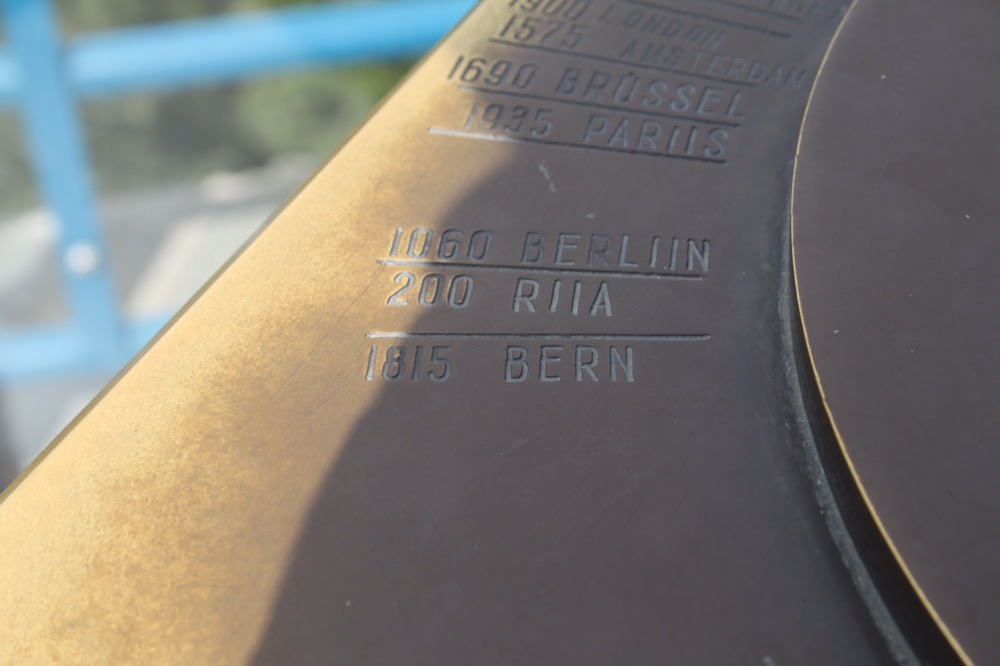 1900 LONDON
1575 AMSTERDAM
1690 BRÜSSEL
1935 PARIIS
1060 BERLIIN
200 RIIA
1815 BERN